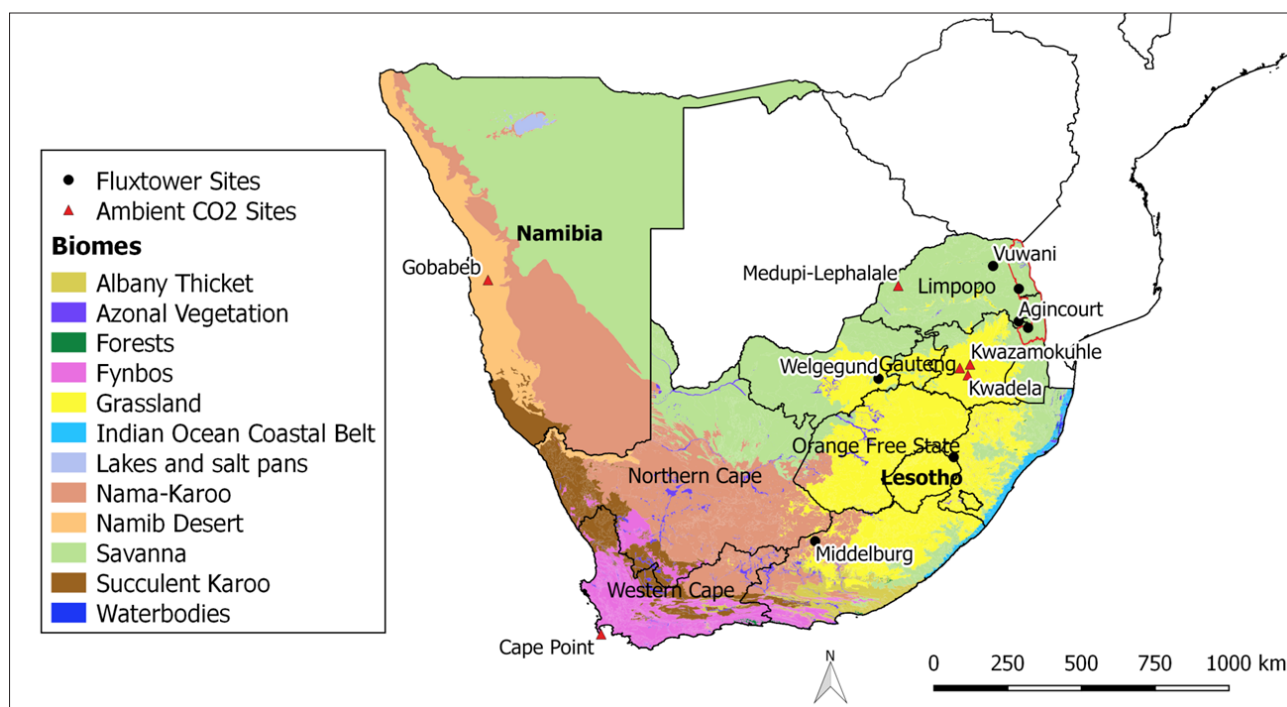 Fluxtower Sites
Ambient CO2 Sites
Biomes
Albany Thicket
Azonal Vegetation
Forests
Fynbos
Grassland
Indian Ocean Coastal Belt
Lakes and salt pans
Nama-Karoo
Namib Desert
Savanna
Succulent Karoo
Waterbodies
Namibia
Gobabeb
Vuwani
Medupi-Lephalale
Limpopo
Agincourt
Kwazamokuhle
Welgegund
Gauteng
Kwadela
Orange Free State
Northern Cape
Lesotho
Middelburg
Western Cape
Cape Point
N
0 250 500 750 1000 km